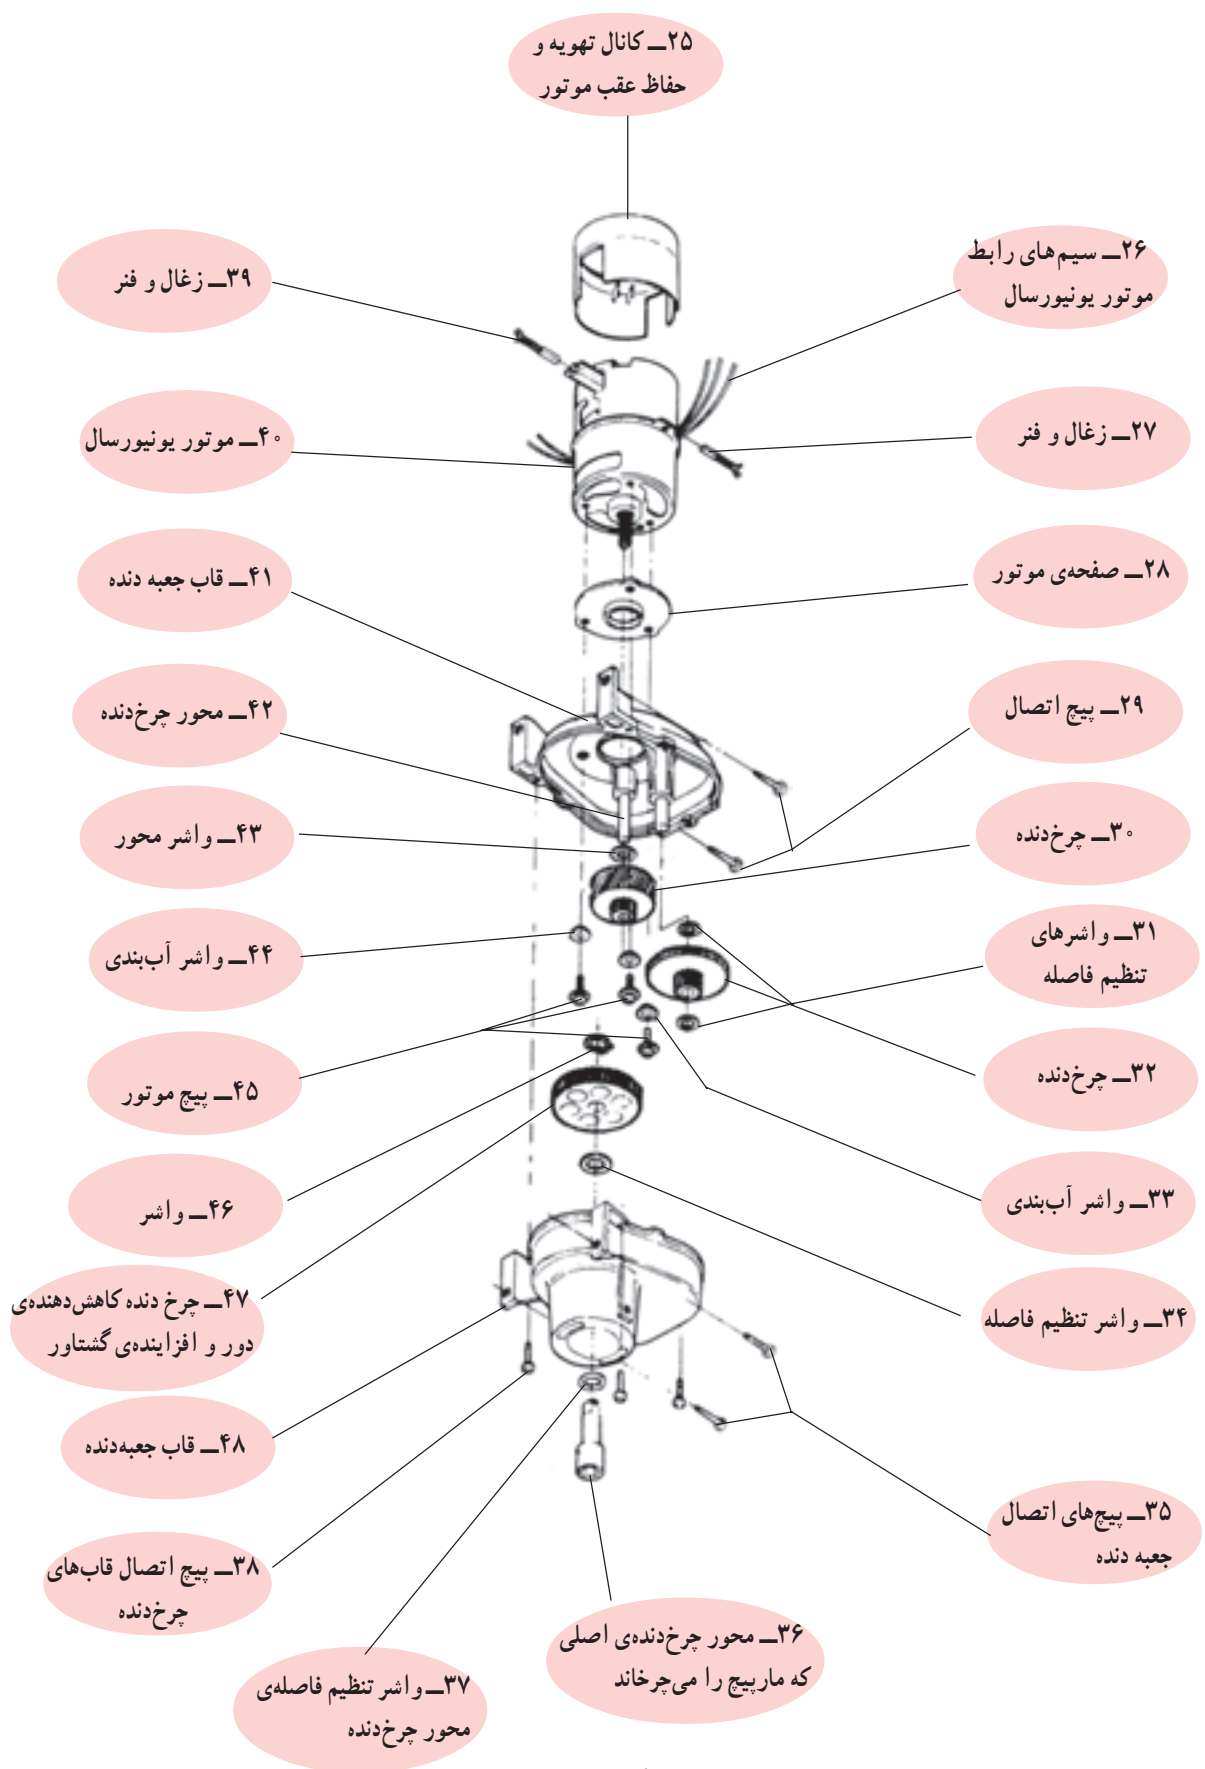 ۲۵ــ کانال تهویه و
حفاظ عقب موتور
۲۶ــ سیم‌های رابط
موتور یونیورسال
۲۷ــ زغال و فنر
۲۸ــ صفحه‌ی موتور
۲۹ــ پیچ اتصال
۳۰ــ چرخ‌دنده
۳۱ــ واشرهای
تنظیم فاصله
۳۲ــ چرخ‌دنده
۳۳ــ واشر آب‌بندی
۳۴ــ واشر تنظیم فاصله
۳۵ــ پیچ‌های اتصال
جعبه دنده
۳۶ــ محور چرخ‌دنده‌ی اصلی
که مارپیچ را می‌چرخاند
۳۷ــ واشر تنظیم فاصله‌ی
محور چرخ‌دنده
۳۸ــ پیچ اتصال قاب‌های
چرخ‌دنده
۳۹ــ زغال و فنر
۴۰ــ موتور یونیورسال
۴۱ــ قاب جعبه دنده
۴۲ــ محور چرخ‌دنده
۴۳ــ واشر محور
۴۴ــ واشر آب‌بندی
۴۵ــ پیچ موتور
۴۶ــ واشر
۴۷ــ چرخ دنده کاهش‌دهنده‌ی
دور و افزاینده‌ی گشتاور
۴۸ــ قاب جعبه‌دنده